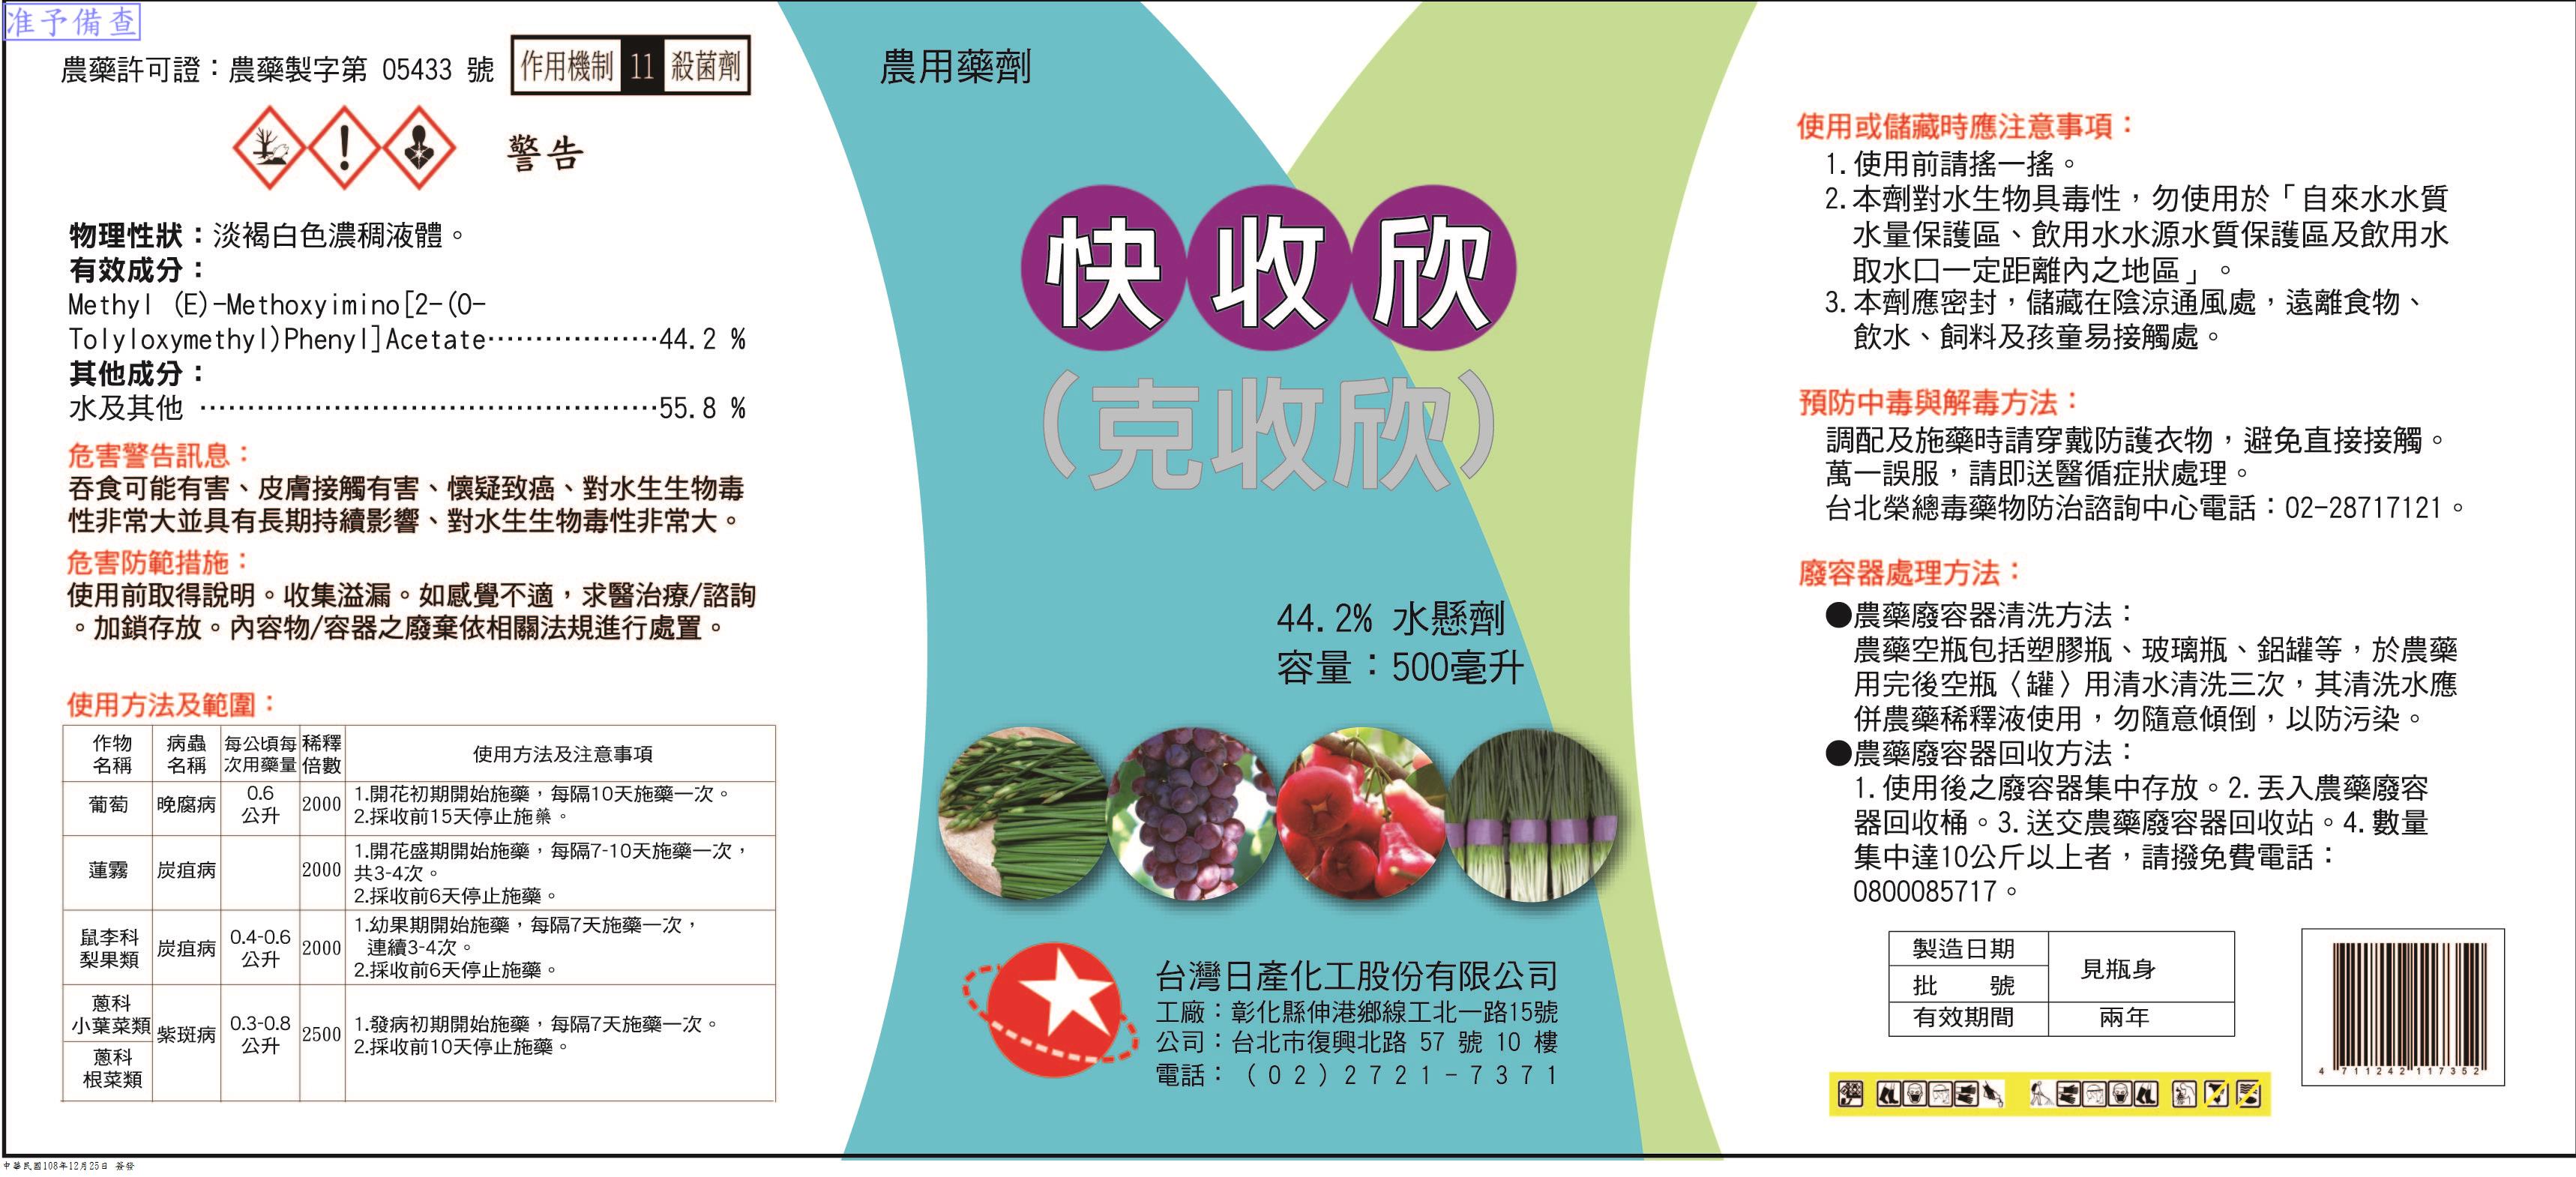 准予備查
農藥許可證：農藥製字第 05433 號
作用機制 11 殺菌劑
警告
物理性狀：淡褐白色濃稠液體。
有效成分：
Methyl (E)-Methoxyimino[2-(O-
Tolyloxymethyl)Phenyl]Acetate··················44.2 %
其他成分：
水及其他 ················································55.8 %
危害警告訊息：
吞食可能有害、皮膚接觸有害、懷疑致癌、對水生生物毒
性非常大並具有長期持續影響、對水生生物毒性非常大。
危害防範措施：
使用前取得說明。收集溢漏。如感覺不適，求醫治療/諮詢
。加鎖存放。內容物/容器之廢棄依相關法規進行處置。
使用方法及範圍：
作物名稱 病蟲名稱 每公頃每次用藥量 稀釋倍數 使用方法及注意事項
葡萄 晚腐病 0.6公升 2000 1.開花初期開始施藥，每隔10天施藥一次。
2.採收前15天停止施藥。
蓮霧 炭疽病 2000 1.開花盛期開始施藥，每隔7-10天施藥一次，
共3-4次。
2.採收前6天停止施藥。
鼠李科梨果類 炭疽病 0.4-0.6公升 2000 1.幼果期開始施藥，每隔7天施藥一次，
連續3-4次。
2.採收前6天停止施藥。
蔥科小葉菜類 紫斑病 0.3-0.8公升 2500 1.發病初期開始施藥，每隔7天施藥一次。
2.採收前10天停止施藥。
蔥科根菜類
農用藥劑
快收欣
（克收欣）
44.2% 水懸劑
容量：500毫升
台灣日產化工股份有限公司
工廠：彰化縣伸港鄉線工北一路15號
公司：台北市復興北路 57 號 10 樓
電話：(02)2721-7371
使用或儲藏時應注意事項：
1.使用前請搖一搖。
2.本劑對水生物具毒性，勿使用於「自來水水質
水量保護區、飲用水水源水質保護區及飲用水
取水口一定距離內之地區」。
3.本劑應密封，儲藏在陰涼通風處，遠離食物、
飲水、飼料及孩童易接觸處。
預防中毒與解毒方法：
調配及施藥時請穿戴防護衣物，避免直接接觸。
萬一誤服，請即送醫循症狀處理。
台北榮總毒藥物防治諮詢中心電話：02-28717121。
廢容器處理方法：
●農藥廢容器清洗方法：
農藥空瓶包括塑膠瓶、玻璃瓶、鋁罐等，於農藥
用完後空瓶〈罐〉用清水清洗三次，其清洗水應
併農藥稀釋液使用，勿隨意傾倒，以防污染。
●農藥廢容器回收方法：
1.使用後之廢容器集中存放。2.丟入農藥廢容
器回收桶。3.送交農藥廢容器回收站。4.數量
集中達10公斤以上者，請撥免費電話：
0800085717。
製造日期 見瓶身
批 號
有效期間 兩年
4 711242 117352
中華民國108年12月25日 簽發